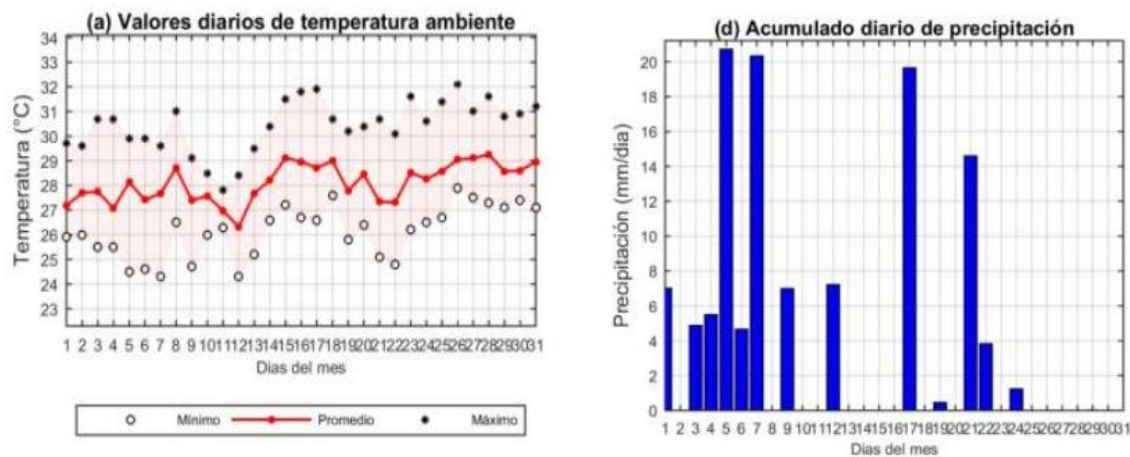 (a) Valores diarios de temperatura ambiente
34
33
32
31
30
29
28
27
26
25
24
23
Temperatura (°C)
1 2 3 4 5 6 7 8 9 10 11 12 13 14 15 16 17 18 19 20 21 22 23 24 25 26 27 28 29 30 31
Dias del mes
Mínimo Promedio Máximo
(d) Acumulado diario de precipitación
20
18
16
14
12
10
8
6
4
2
0
Precipitación (mm/dia)
1 2 3 4 5 6 7 8 9 10 11 12 13 14 15 16 17 18 19 20 21 22 23 24 25 26 27 28 29 30 31
Dias del mes